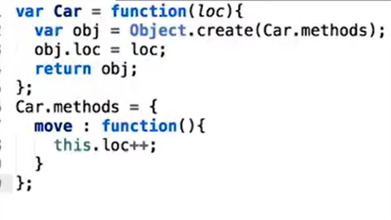 var Car = function(loc){
  var obj = Object.create(Car.methods);
  obj.loc = loc;
  return obj;
};
Car.methods = {
  move : function(){
    this.loc++;
  }
};